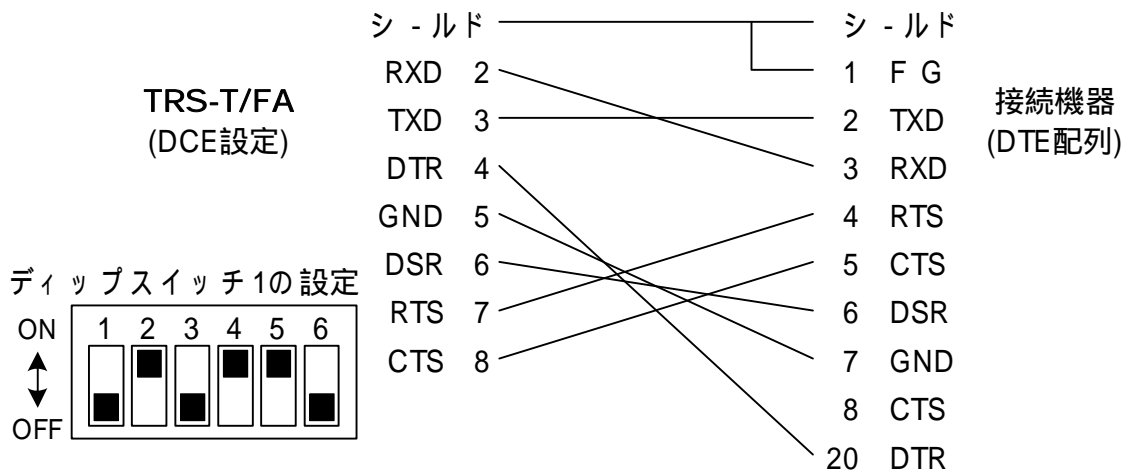 シ-ルド シ-ルド
RXD 2 1 FG
TRS-T/FA 接続機器
TXD 3 2 TXD
(DCE設定) (DTE配列)
DTR 4 3 RXD
GND 5 4 RTS
DSR 6 5 CTS
ディップスイッチ1の設定
RTS 7 6 DSR
ON 1 2 3 4 5 6
CTS 8 7 GND
8 CTS
OFF
20 DTR